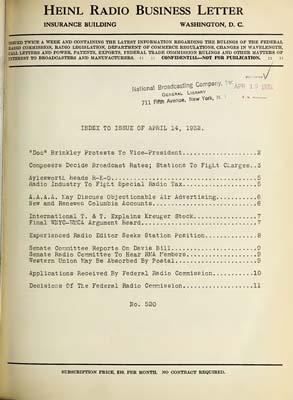 HEINL RADIO BUSINESS LETTER
INSURANCE BUILDING WASHINGTON, D. C.
ISSUED TWICE A WEEK AND CONTAINING THE LATEST INFORMATION REGARDING THE RULINGS OF THE FEDERAL
RADIO COMMISSION, RADIO LEGISLATION, DEPARTMENT OF COMMERCE REGULATIONS, CHANGES IN WAVELENGTH,
CALL LETTERS AND POWER, PATENTS, EXPORTS, FEDERAL TRADE COMMISSION RULINGS AND OTHER MATTERS OF
INTEREST TO BROADCASTERS AND MANUFACTURERS. :: :: CONFIDENTIAL—NOT FOR PUBLICATION. :: ::
National Broadcasting Company, Inc.
GENERAL LIBRARY
711 Fifth Avenue, New York, N. Y.
APR 19 1932
INDEX TO ISSUE OF APRIL 14, 1932.
"Doc" Brinkley Protests To Vice-President.....2
Composers Decide Broadcast Rates; Stations To Fight Charges...3
Aylesworth Heads R-K-O.....5
Radio Industry To Fight Special Radio Tax.....5
A.A.A.A. May Discuss Objectionable Air Advertising.....6
New and Renewed Columbia Accounts.....6
International T. & T. Explains Kreuger Stock.....7
Final WNYC-WMCA Argument Heard.....7
Experienced Radio Editor Seeks Station Position.....8
Senate Committee Reports On Davis Bill.....9
Senate Radio Committee To Hear RMA Members.....9
Western Union May Be Absorbed By Postal.....9
Applications Received By Federal Radio Commission.....10
Decisions Of The Federal Radio Commission.....11
No. 520
SUBSCRIPTION PRICE, $10. PER MONTH. NO CONTRACT REQUIRED.